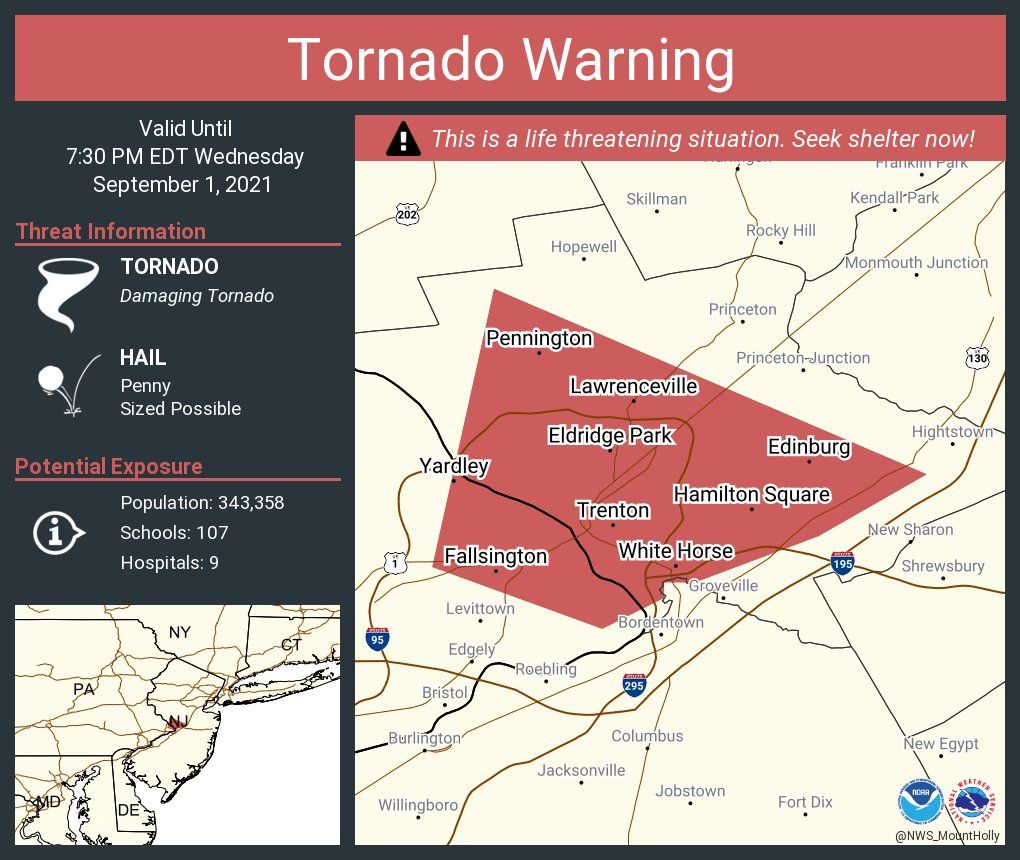 Tornado Warning
Valid Until
7:30 PM EDT Wednesday
September 1, 2021
Threat Information
TORNADO
Damaging Tornado
HAIL
Penny
Sized Possible
Potential Exposure
Population: 343,358
Schools: 107
Hospitals: 9
NY
CT
PA
NJ
MD
DE
This is a life threatening situation. Seek shelter now!
Franklin Park
Skillman
Kendall Park
202
Rocky Hill
Hopewell
Monmouth Junction
Princeton
Pennington
Princeton Junction
130
Lawrenceville
Eldridge Park
Hightstown
Edinburg
Yardley
Hamilton Square
Trenton
New Sharon
White Horse
Fallsington
1
195
Shrewsbury
Groveville
Levittown
Bordentown
95
Edgely
Roebling
295
Bristol
Burlington
Columbus
New Egypt
Jacksonville
Jobstown
Willingboro
Fort Dix
NOAA
NATIONAL WEATHER SERVICE
@NWS_MountHolly